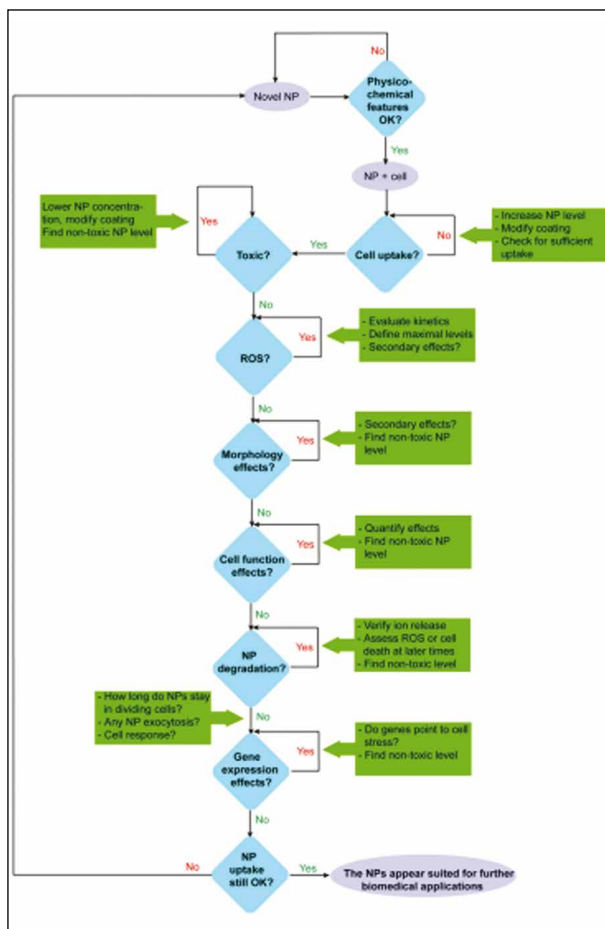 No
Novel NP
Physico-
chemical
features
OK?
Yes
NP + cell
Lower NP concentra-
tion, modify coating
Find non-toxic NP level
Yes
Toxic?
Yes
Cell uptake?
No
- Increase NP level
- Modify coating
- Check for sufficient
uptake
No
ROS?
Yes
- Evaluate kinetics
- Define maximal levels
- Secondary effects?
No
Morphology
effects?
Yes
- Secondary effects?
- Find non-toxic NP
level
No
Cell function
effects?
Yes
- Quantify effects
- Find non-toxic NP
level
No
NP
degradation?
Yes
- Verify ion release
- Assess ROS or cell
death at later times
- Find non-toxic level
- How long do NPs stay
in dividing cells?
- Any NP exocytosis?
- Cell response?
No
Gene
expression
effects?
Yes
- Do genes point to cell
stress?
- Find non-toxic level
No
No
NP
uptake
still OK?
Yes
The NPs appear suited for further
biomedical applications